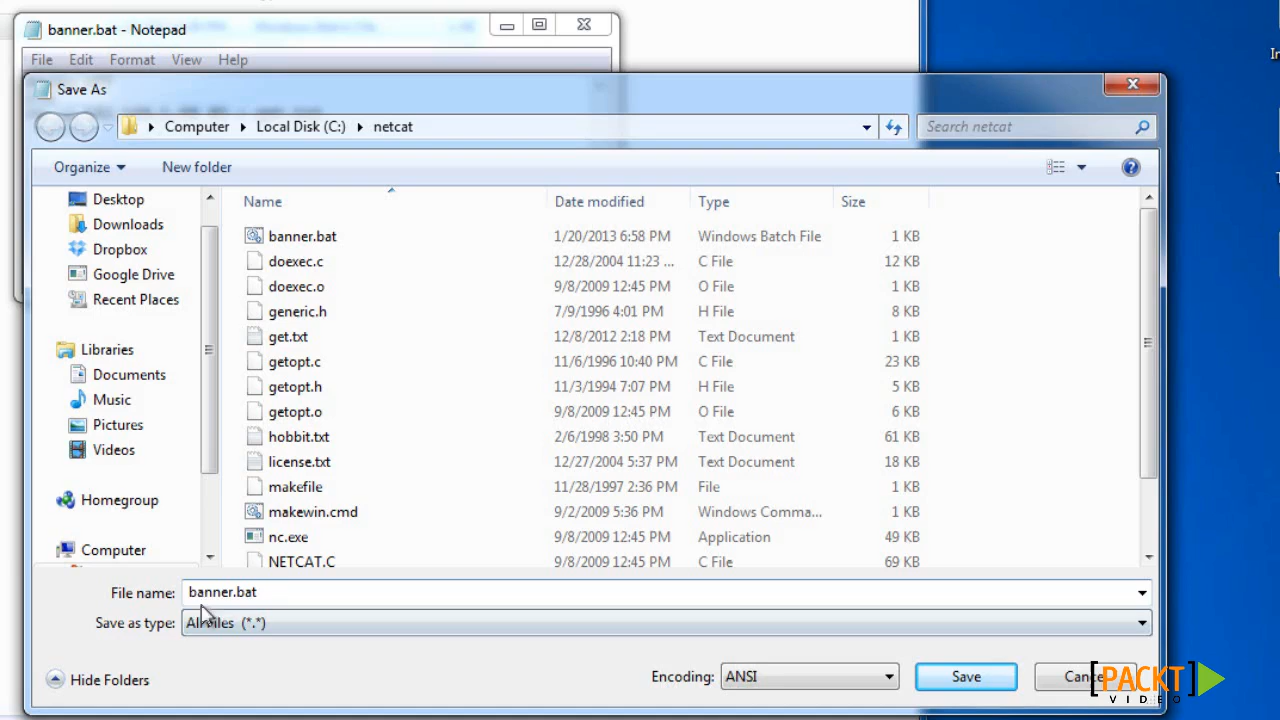 banner.bat - Notepad
File Edit Format View Help
Save As
Computer Local Disk (C:) netcat
Search netcat
Organize New folder
Name Date modified Type Size
Desktop
Downloads
Dropbox
Google Drive
Recent Places
Libraries
Documents
Music
Pictures
Videos
Homegroup
Computer
banner.bat 1/20/2013 6:58 PM Windows Batch File 1 KB
doexec.c 12/28/2004 11:23 ... C File 12 KB
doexec.o 9/8/2009 12:45 PM O File 1 KB
generic.h 7/9/1996 4:01 PM H File 8 KB
get.txt 12/8/2012 2:18 PM Text Document 1 KB
getopt.c 11/6/1996 10:40 PM C File 23 KB
getopt.h 11/3/1994 7:07 PM H File 5 KB
getopt.o 9/8/2009 12:45 PM O File 6 KB
hobbit.txt 2/6/1998 3:50 PM Text Document 61 KB
license.txt 12/27/2004 5:37 PM Text Document 18 KB
makefile 11/28/1997 2:36 PM File 1 KB
makewin.cmd 9/2/2009 5:36 PM Windows Comma... 1 KB
nc.exe 9/8/2009 12:45 PM Application 49 KB
NETCAT.C 9/8/2009 12:45 PM C File 69 KB
File name: banner.bat
Save as type: All Files (*.*)
Hide Folders
Encoding: ANSI Save Cance
[PACKT]
VIDEO